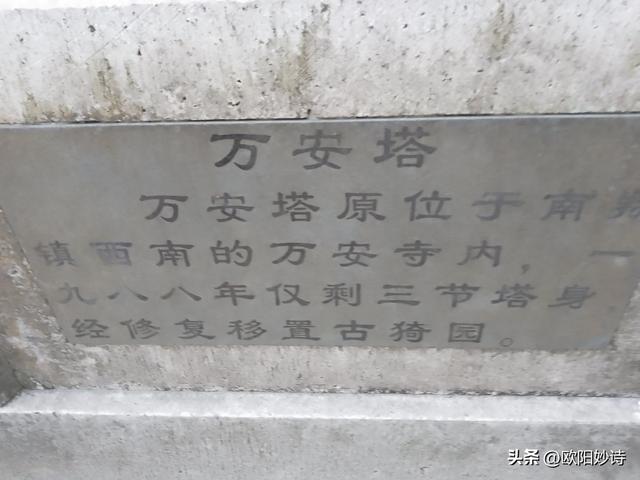 万安塔
万安塔原位于南翔
镇西南的万安寺内，一
九八八年仅剩三节塔身
经修复移置古猗园。
头条 @欧阳妙诗